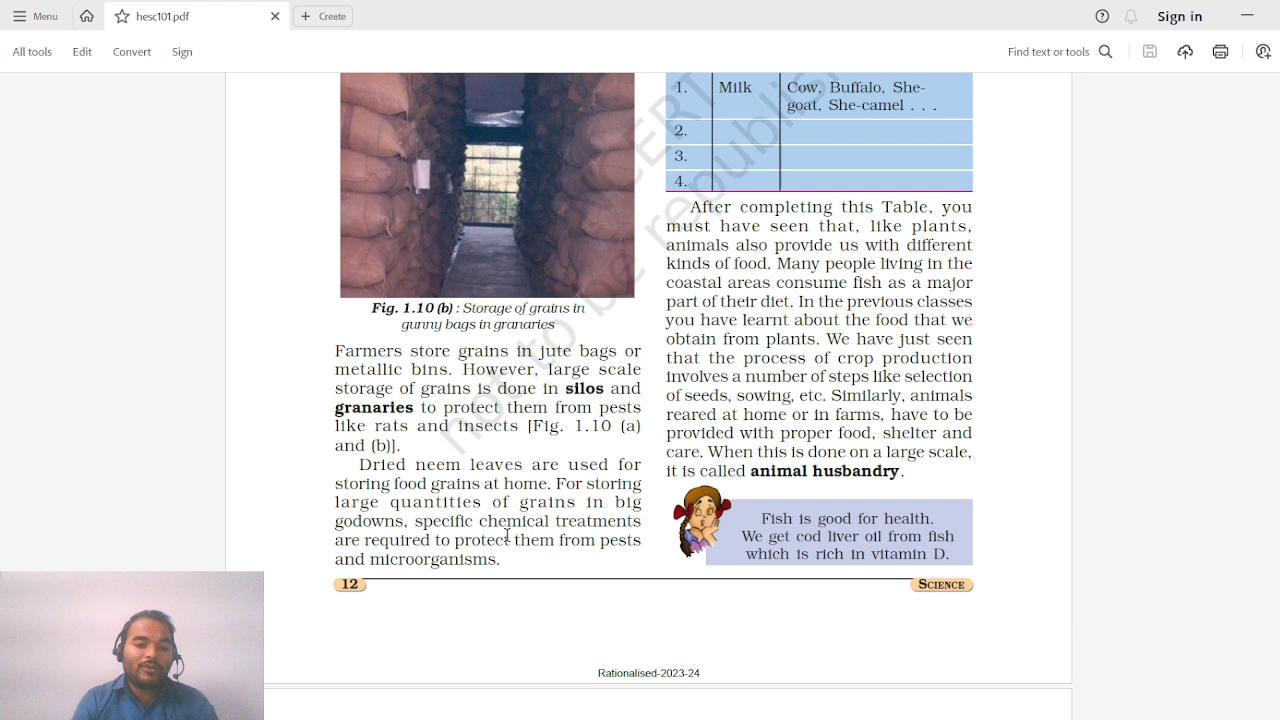 Menu
hesc101.pdf
Create
Sign in
All tools
Edit
Convert
Sign
Find text or tools
Fig. 1.10 (b) : Storage of grains in
gunny bags in granaries
Farmers store grains in jute bags or
metallic bins. However, large scale
storage of grains is done in silos and
granaries to protect them from pests
like rats and insects [Fig. 1.10 (a)
and (b)].
Dried neem leaves are used for
storing food grains at home. For storing
large quantities of grains in big
godowns, specific chemical treatments
are required to protect them from pests
and microorganisms.
1. Milk Cow, Buffalo, She-
goat, She-camel . . .
2.
3.
4.
After completing this Table, you
must have seen that, like plants,
animals also provide us with different
kinds of food. Many people living in the
coastal areas consume fish as a major
part of their diet. In the previous classes
you have learnt about the food that we
obtain from plants. We have just seen
that the process of crop production
involves a number of steps like selection
of seeds, sowing, etc. Similarly, animals
reared at home or in farms, have to be
provided with proper food, shelter and
care. When this is done on a large scale,
it is called animal husbandry.
Fish is good for health.
We get cod liver oil from fish
which is rich in vitamin D.
12
SCIENCE
Rationalised-2023-24
not to be republis